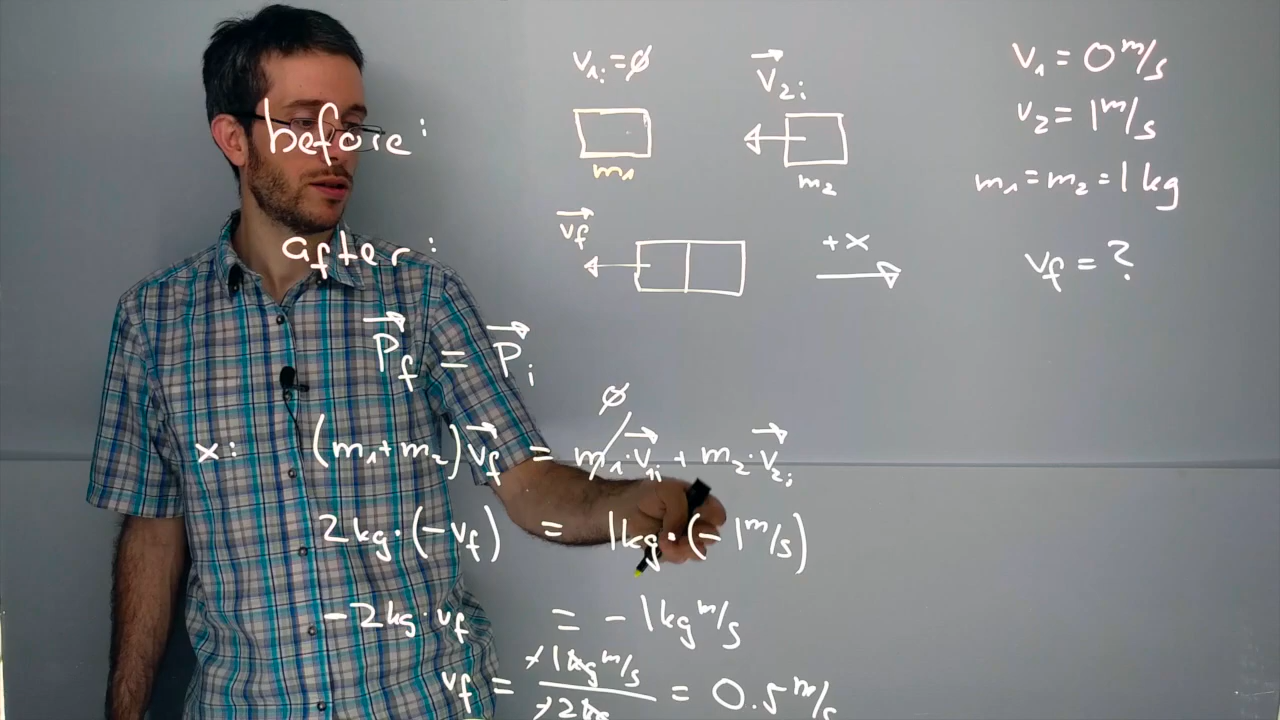 before:
v₁ᵢ=∅
v⃗₂ᵢ
m₁
m₂
v₁ = 0 m/s
v₂ = 1 m/s
m₁ = m₂ = 1 kg
vf = ?
after:
v⃗f
+x
P⃗f = P⃗ᵢ
∅
x: (m₁+m₂)v⃗f = m₁·v⃗₁ᵢ + m₂·v⃗₂ᵢ
2kg·(-vf) = 1kg·(-1 m/s)
-2kg·vf = -1kg m/s
vf = -1kg m/s / -2kg = 0.5 m/s